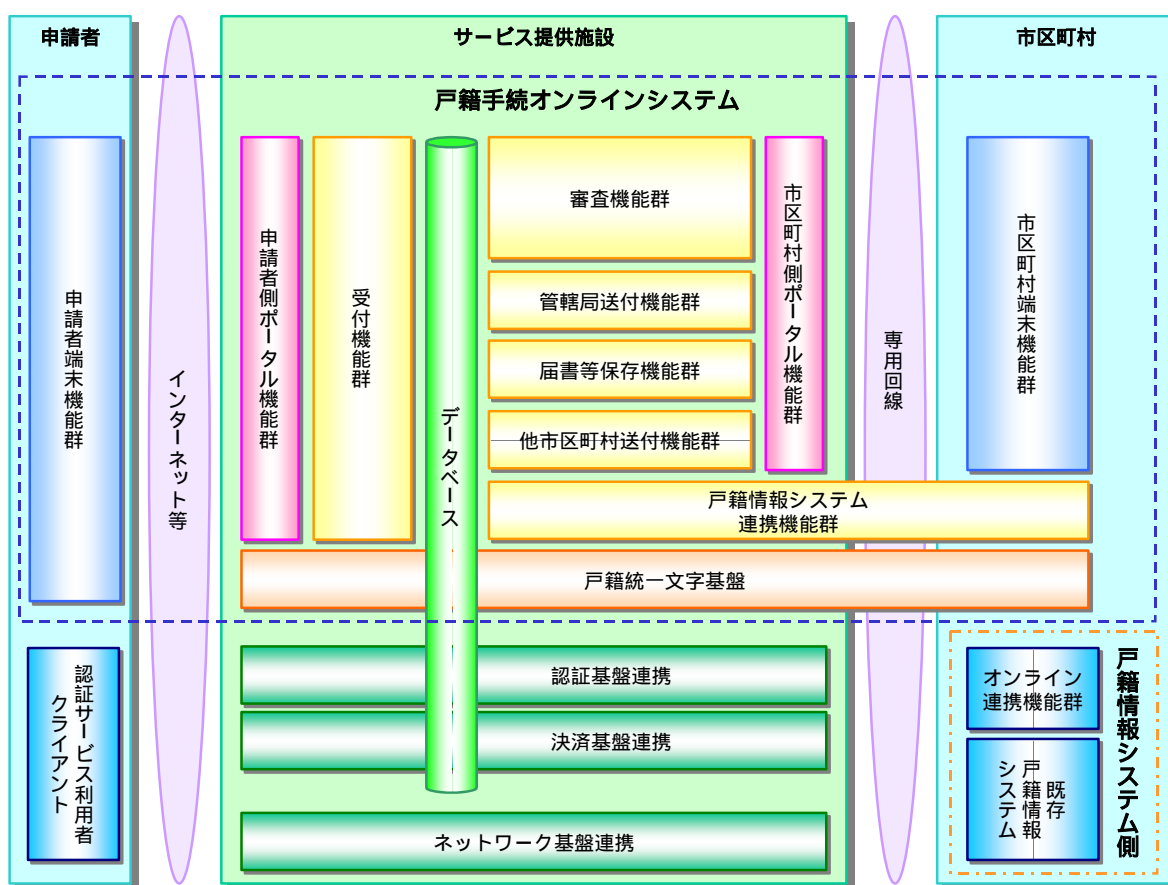 申請者
サービス提供施設
市区町村
戸籍手続オンラインシステム
申請者端末機能群
インターネット等
申請者側ポータル機能群
受付機能群
データベース
審査機能群
管轄局送付機能群
届書等保存機能群
他市区町村送付機能群
市区町村側ポータル機能群
専用回線
市区町村端末機能群
戸籍情報システム
連携機能群
戸籍統一文字基盤
認証サービス利用者
クライアント
認証基盤連携
決済基盤連携
ネットワーク基盤連携
オンライン
連携機能群
既存
戸籍情報
システム
戸籍情報システム側